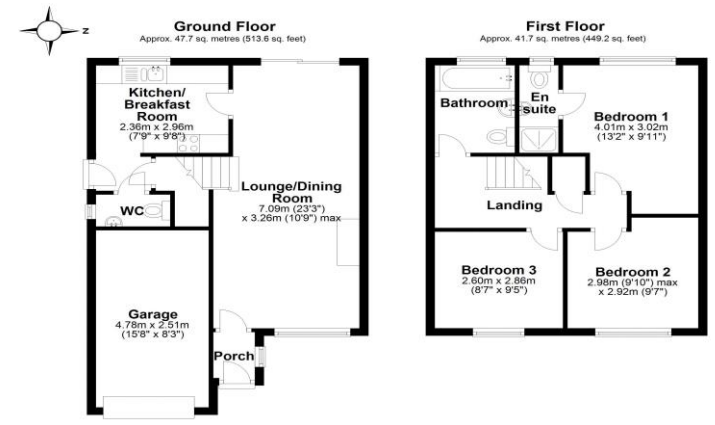 Z
Ground Floor
Approx. 47.7 sq. metres (513.6 sq. feet)
Kitchen/
Breakfast
Room
2.36m x 2.96m
(7'9" x 9'8")
Lounge/Dining
Room
7.09m (23'3")
x 3.26m (10'9") max
WC
Garage
4.78m x 2.51m
(15'8" x 8'3")
Porch
First Floor
Approx. 41.7 sq. metres (449.2 sq. feet)
Bathroom
En
suite
Bedroom 1
4.01m x 3.02m
(13'2" x 9'11")
Landing
Bedroom 3
2.60m x 2.86m
(8'7" x 9'5")
Bedroom 2
2.98m (9'10") max
x 2.92m (9'7")